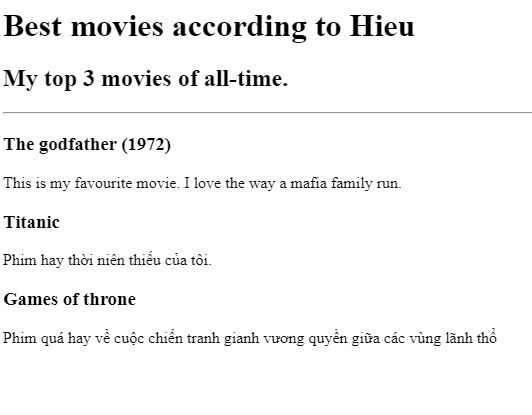 Best movies according to Hieu
My top 3 movies of all-time.
The godfather (1972)
This is my favourite movie. I love the way a mafia family run.
Titanic
Phim hay thời niên thiếu của tôi.
Games of throne
Phim quá hay về cuộc chiến tranh gianh vương quyền giữa các vùng lãnh thổ